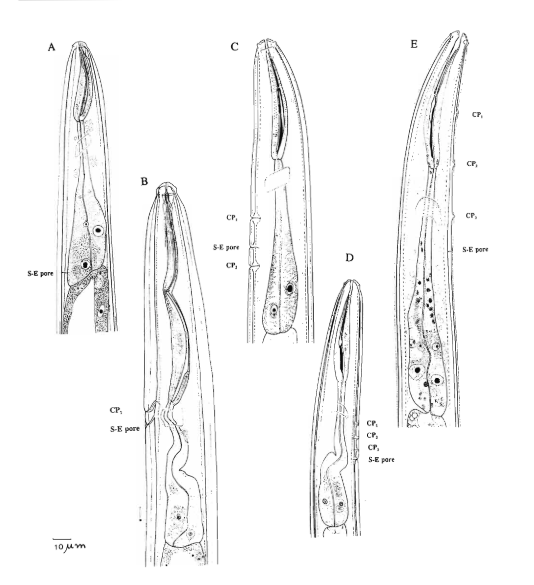 A
S-E pore
B
CP₁
S-E pore
C
CP₁
S-E pore
CP₂
D
CP₁
CP₂
CP₃
S-E pore
E
CP₁
CP₂
CP₃
S-E pore
10 μm